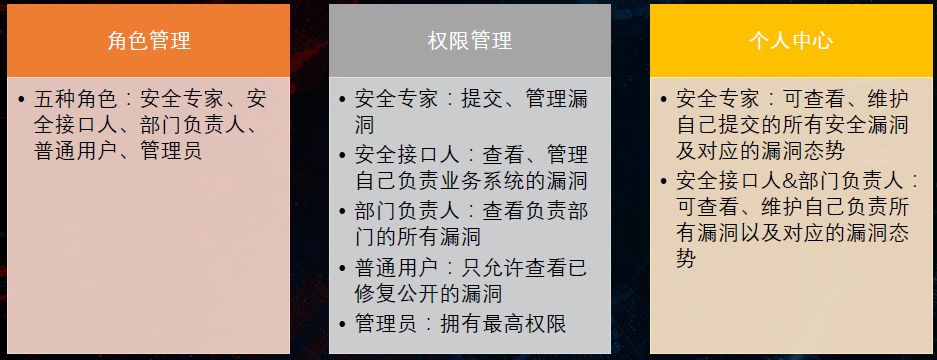 角色管理
• 五种角色：安全专家、安
全接口人、部门负责人、
普通用户、管理员
权限管理
• 安全专家：提交、管理漏
洞
• 安全接口人：查看、管理
自己负责业务系统的漏洞
• 部门负责人：查看负责部
门的所有漏洞
• 普通用户：只允许查看已
修复公开的漏洞
• 管理员：拥有最高权限
个人中心
• 安全专家：可查看、维护
自己提交的所有安全漏洞
及对应的漏洞态势
• 安全接口人&部门负责人：
可查看、维护自己负责所
有漏洞以及对应的漏洞态
势